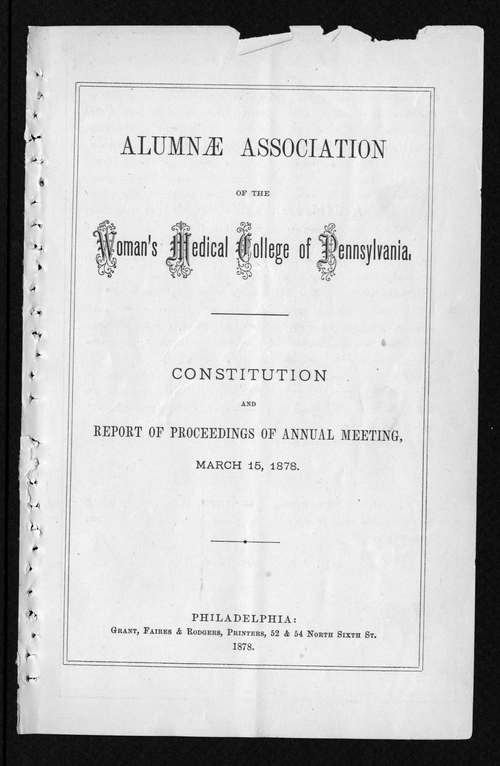 ALUMNÆ ASSOCIATION
OF THE
Woman's Medical College of Pennsylvania.
CONSTITUTION
AND
REPORT OF PROCEEDINGS OF ANNUAL MEETING,
MARCH 15, 1878.
PHILADELPHIA:
GRANT, FAIRES & RODGERS, PRINTERS, 52 & 54 NORTH SIXTH ST.
1878.